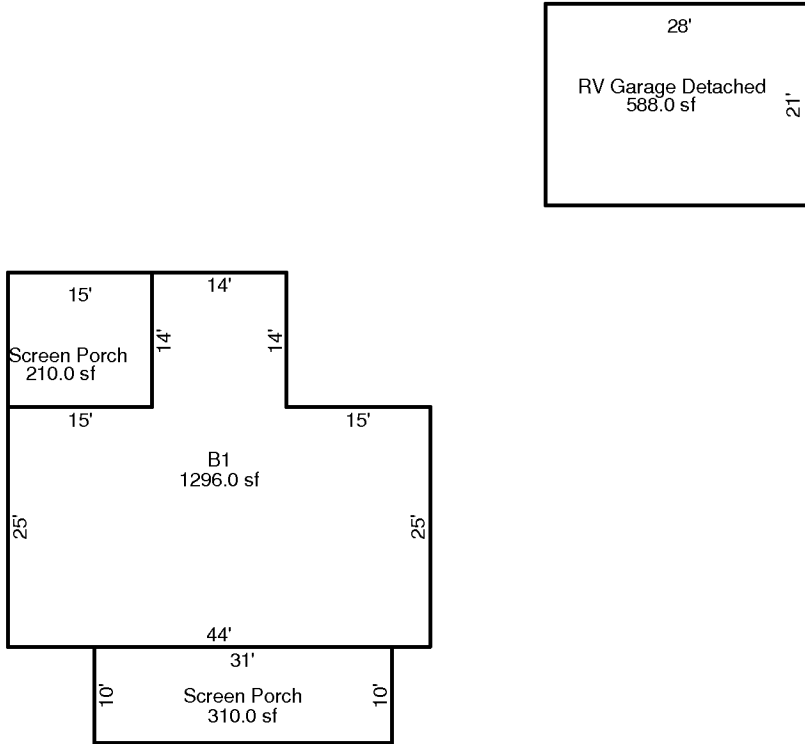 28'
RV Garage Detached
588.0 sf
21'
15'
14'
14'
14'
Screen Porch
210.0 sf
15'
15'
B1
1296.0 sf
25'
25'
44'
31'
10'
Screen Porch
310.0 sf
10'